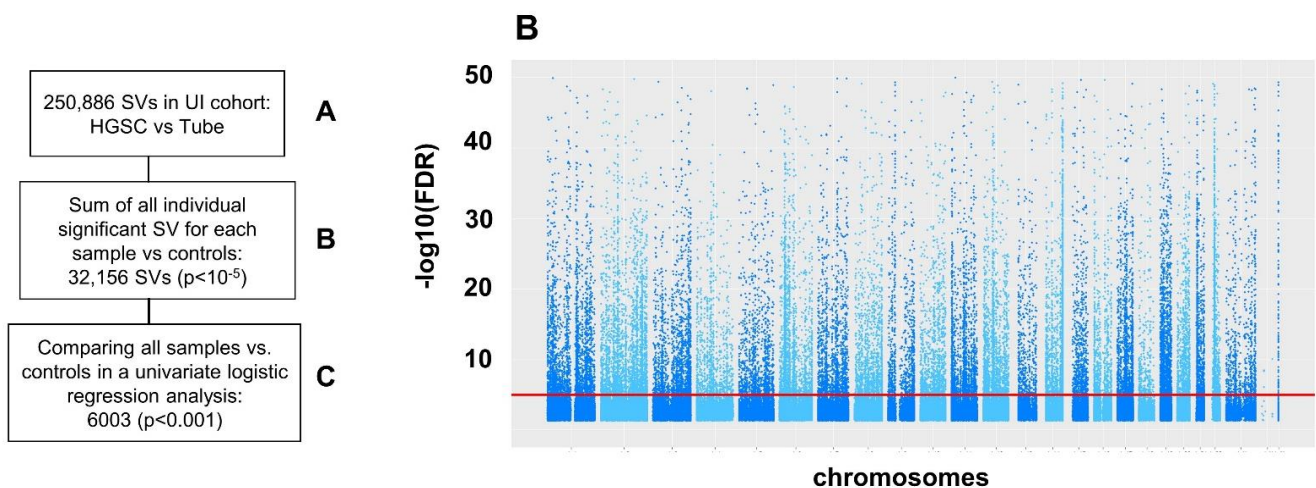 250,886 SVs in UI cohort:
HGSC vs Tube
A
Sum of all individual
significant SV for each
sample vs controls:
32,156 SVs (p<10⁻⁵)
B
Comparing all samples vs.
controls in a univariate logistic
regression analysis:
6003 (p<0.001)
C
B
-log10(FDR)
50
40
30
20
10
chromosomes